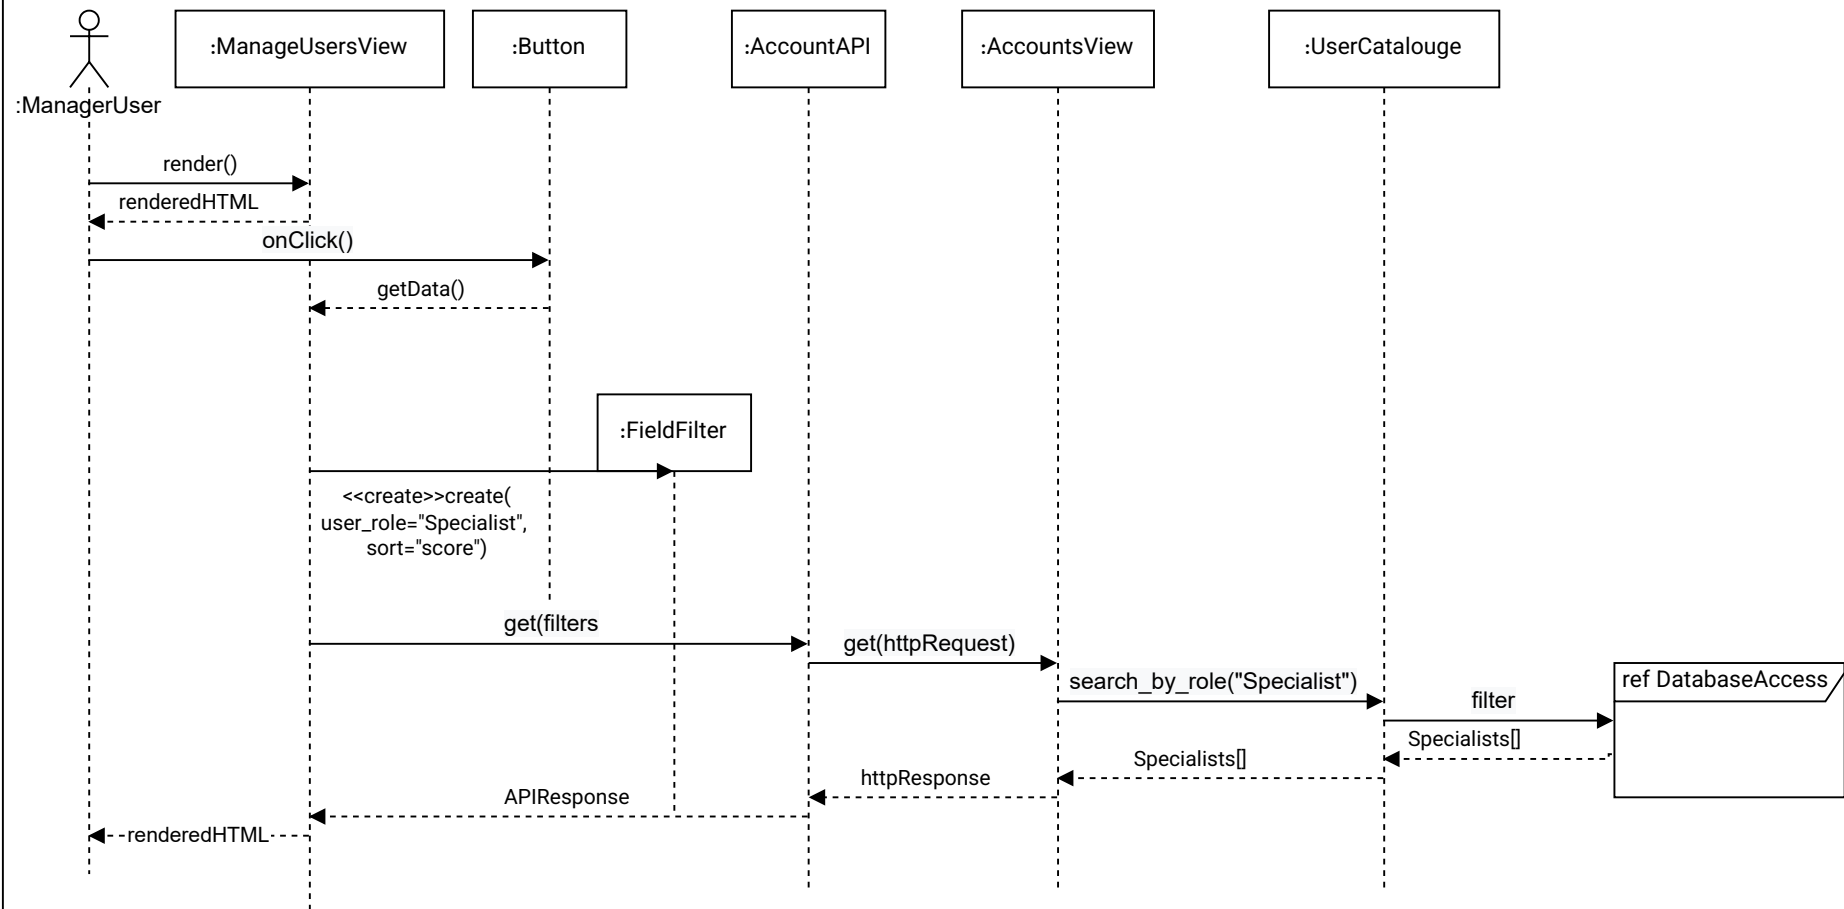 :ManageUsersView
:Button
:AccountAPI
:AccountsView
:UserCatalouge
:ManagerUser
render()
renderedHTML
onClick()
getData()
:FieldFilter
<<create>>create(
user_role="Specialist",
sort="score")
get(filters
get(httpRequest)
search_by_role("Specialist")
ref DatabaseAccess
filter
Specialists[]
Specialists[]
httpResponse
APIResponse
renderedHTML